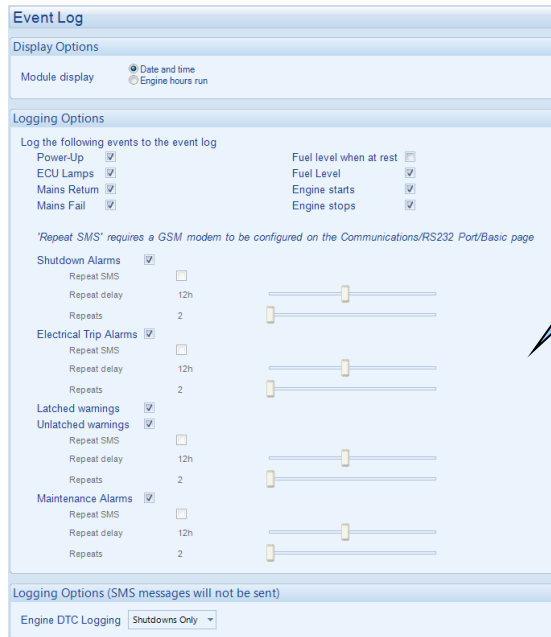 Event Log
Display Options
Module display
Date and time
Engine hours run
Logging Options
Log the following events to the event log
Power-Up Fuel level when at rest
ECU Lamps Fuel Level
Mains Return Engine starts
Mains Fail Engine stops
'Repeat SMS' requires a GSM modem to be configured on the Communications/RS232 Port/Basic page
Shutdown Alarms
Repeat SMS
Repeat delay 12h
Repeats 2
Electrical Trip Alarms
Repeat SMS
Repeat delay 12h
Repeats 2
Latched warnings
Unlatched warnings
Repeat SMS
Repeat delay 12h
Repeats 2
Maintenance Alarms
Repeat SMS
Repeat delay 12h
Repeats 2
Logging Options (SMS messages will not be sent)
Engine DTC Logging Shutdowns Only